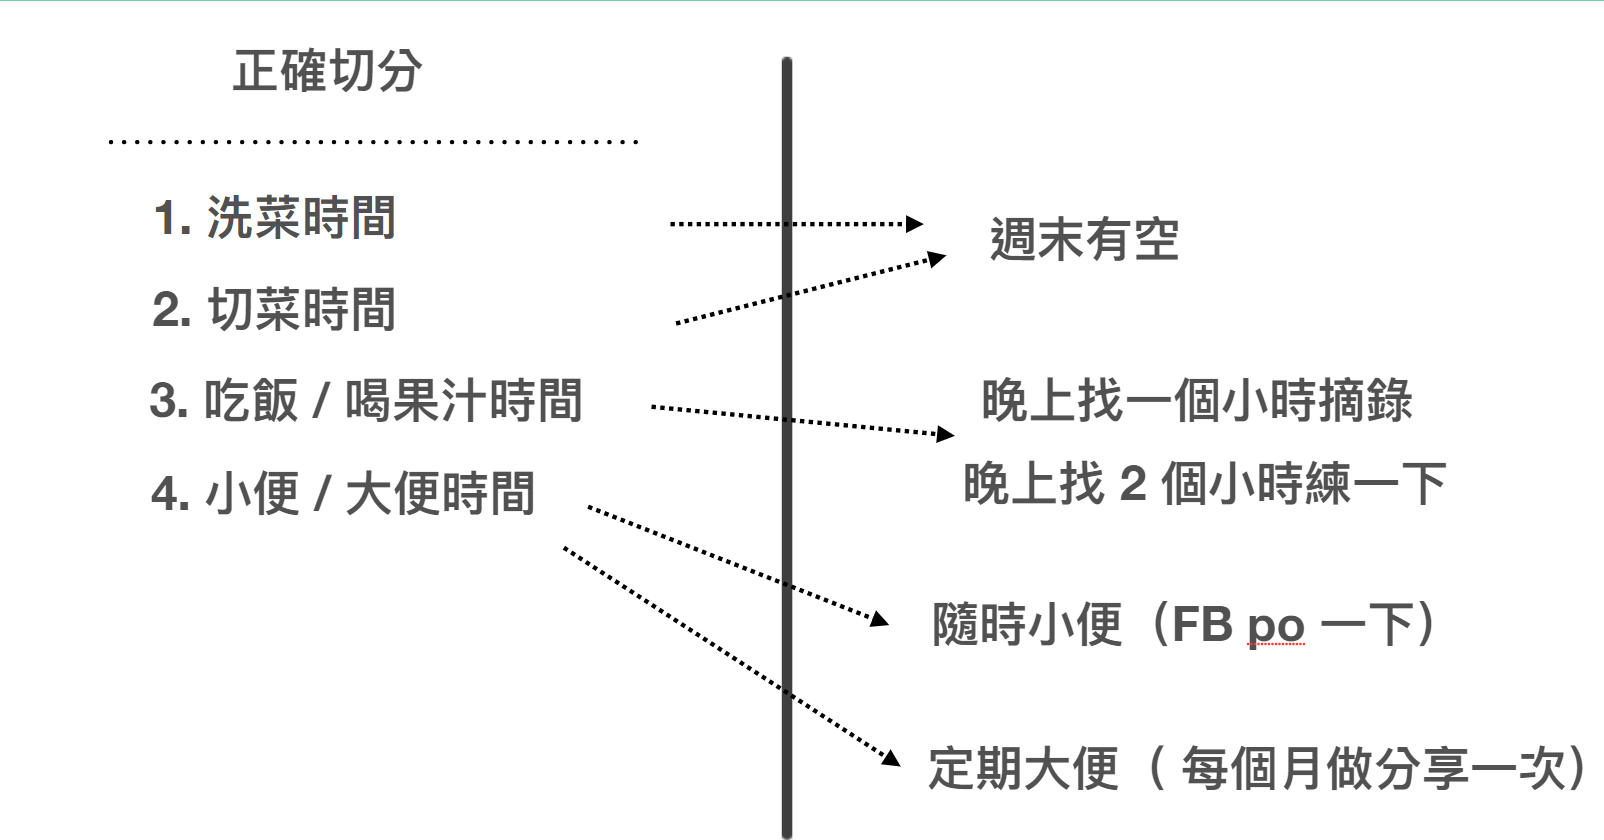 正確切分
1. 洗菜時間
2. 切菜時間
3. 吃飯 / 喝果汁時間
4. 小便 / 大便時間
週末有空
晚上找一個小時摘錄
晚上找 2 個小時練一下
隨時小便（FB po 一下）
定期大便（ 每個月做分享一次）